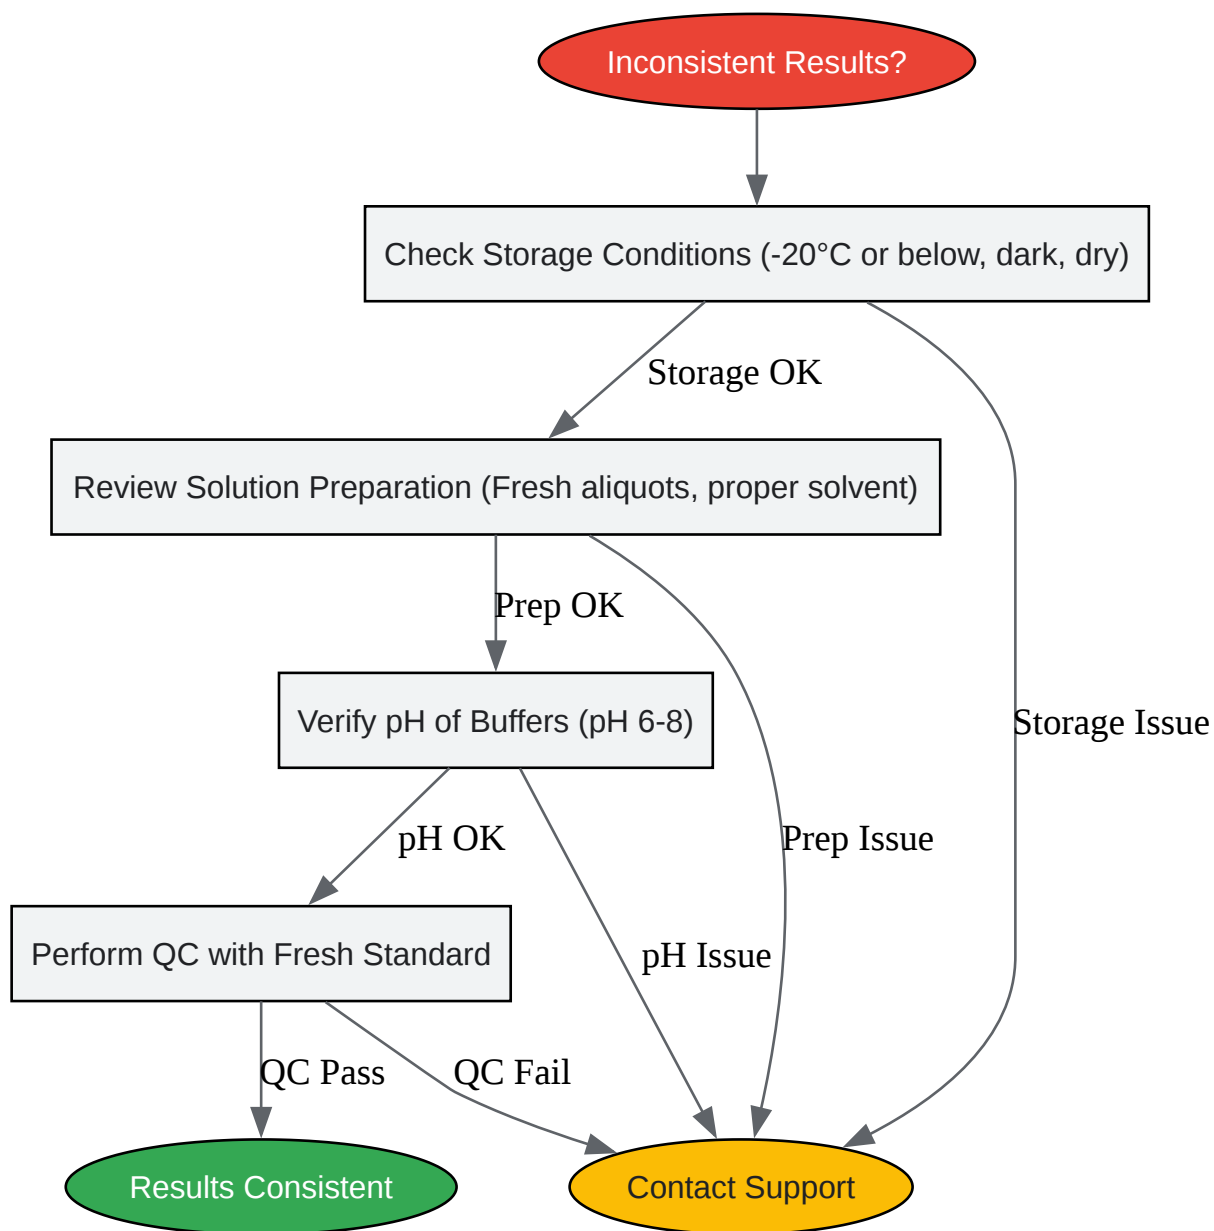 Inconsistent Results?
Check Storage Conditions (-20°C or below, dark, dry)
Storage OK
Review Solution Preparation (Fresh aliquots, proper solvent)
Prep OK
Verify pH of Buffers (pH 6-8)
Storage Issue
pH OK
Prep Issue
Perform QC with Fresh Standard
pH Issue
QC Pass
QC Fail
Results Consistent
Contact Support